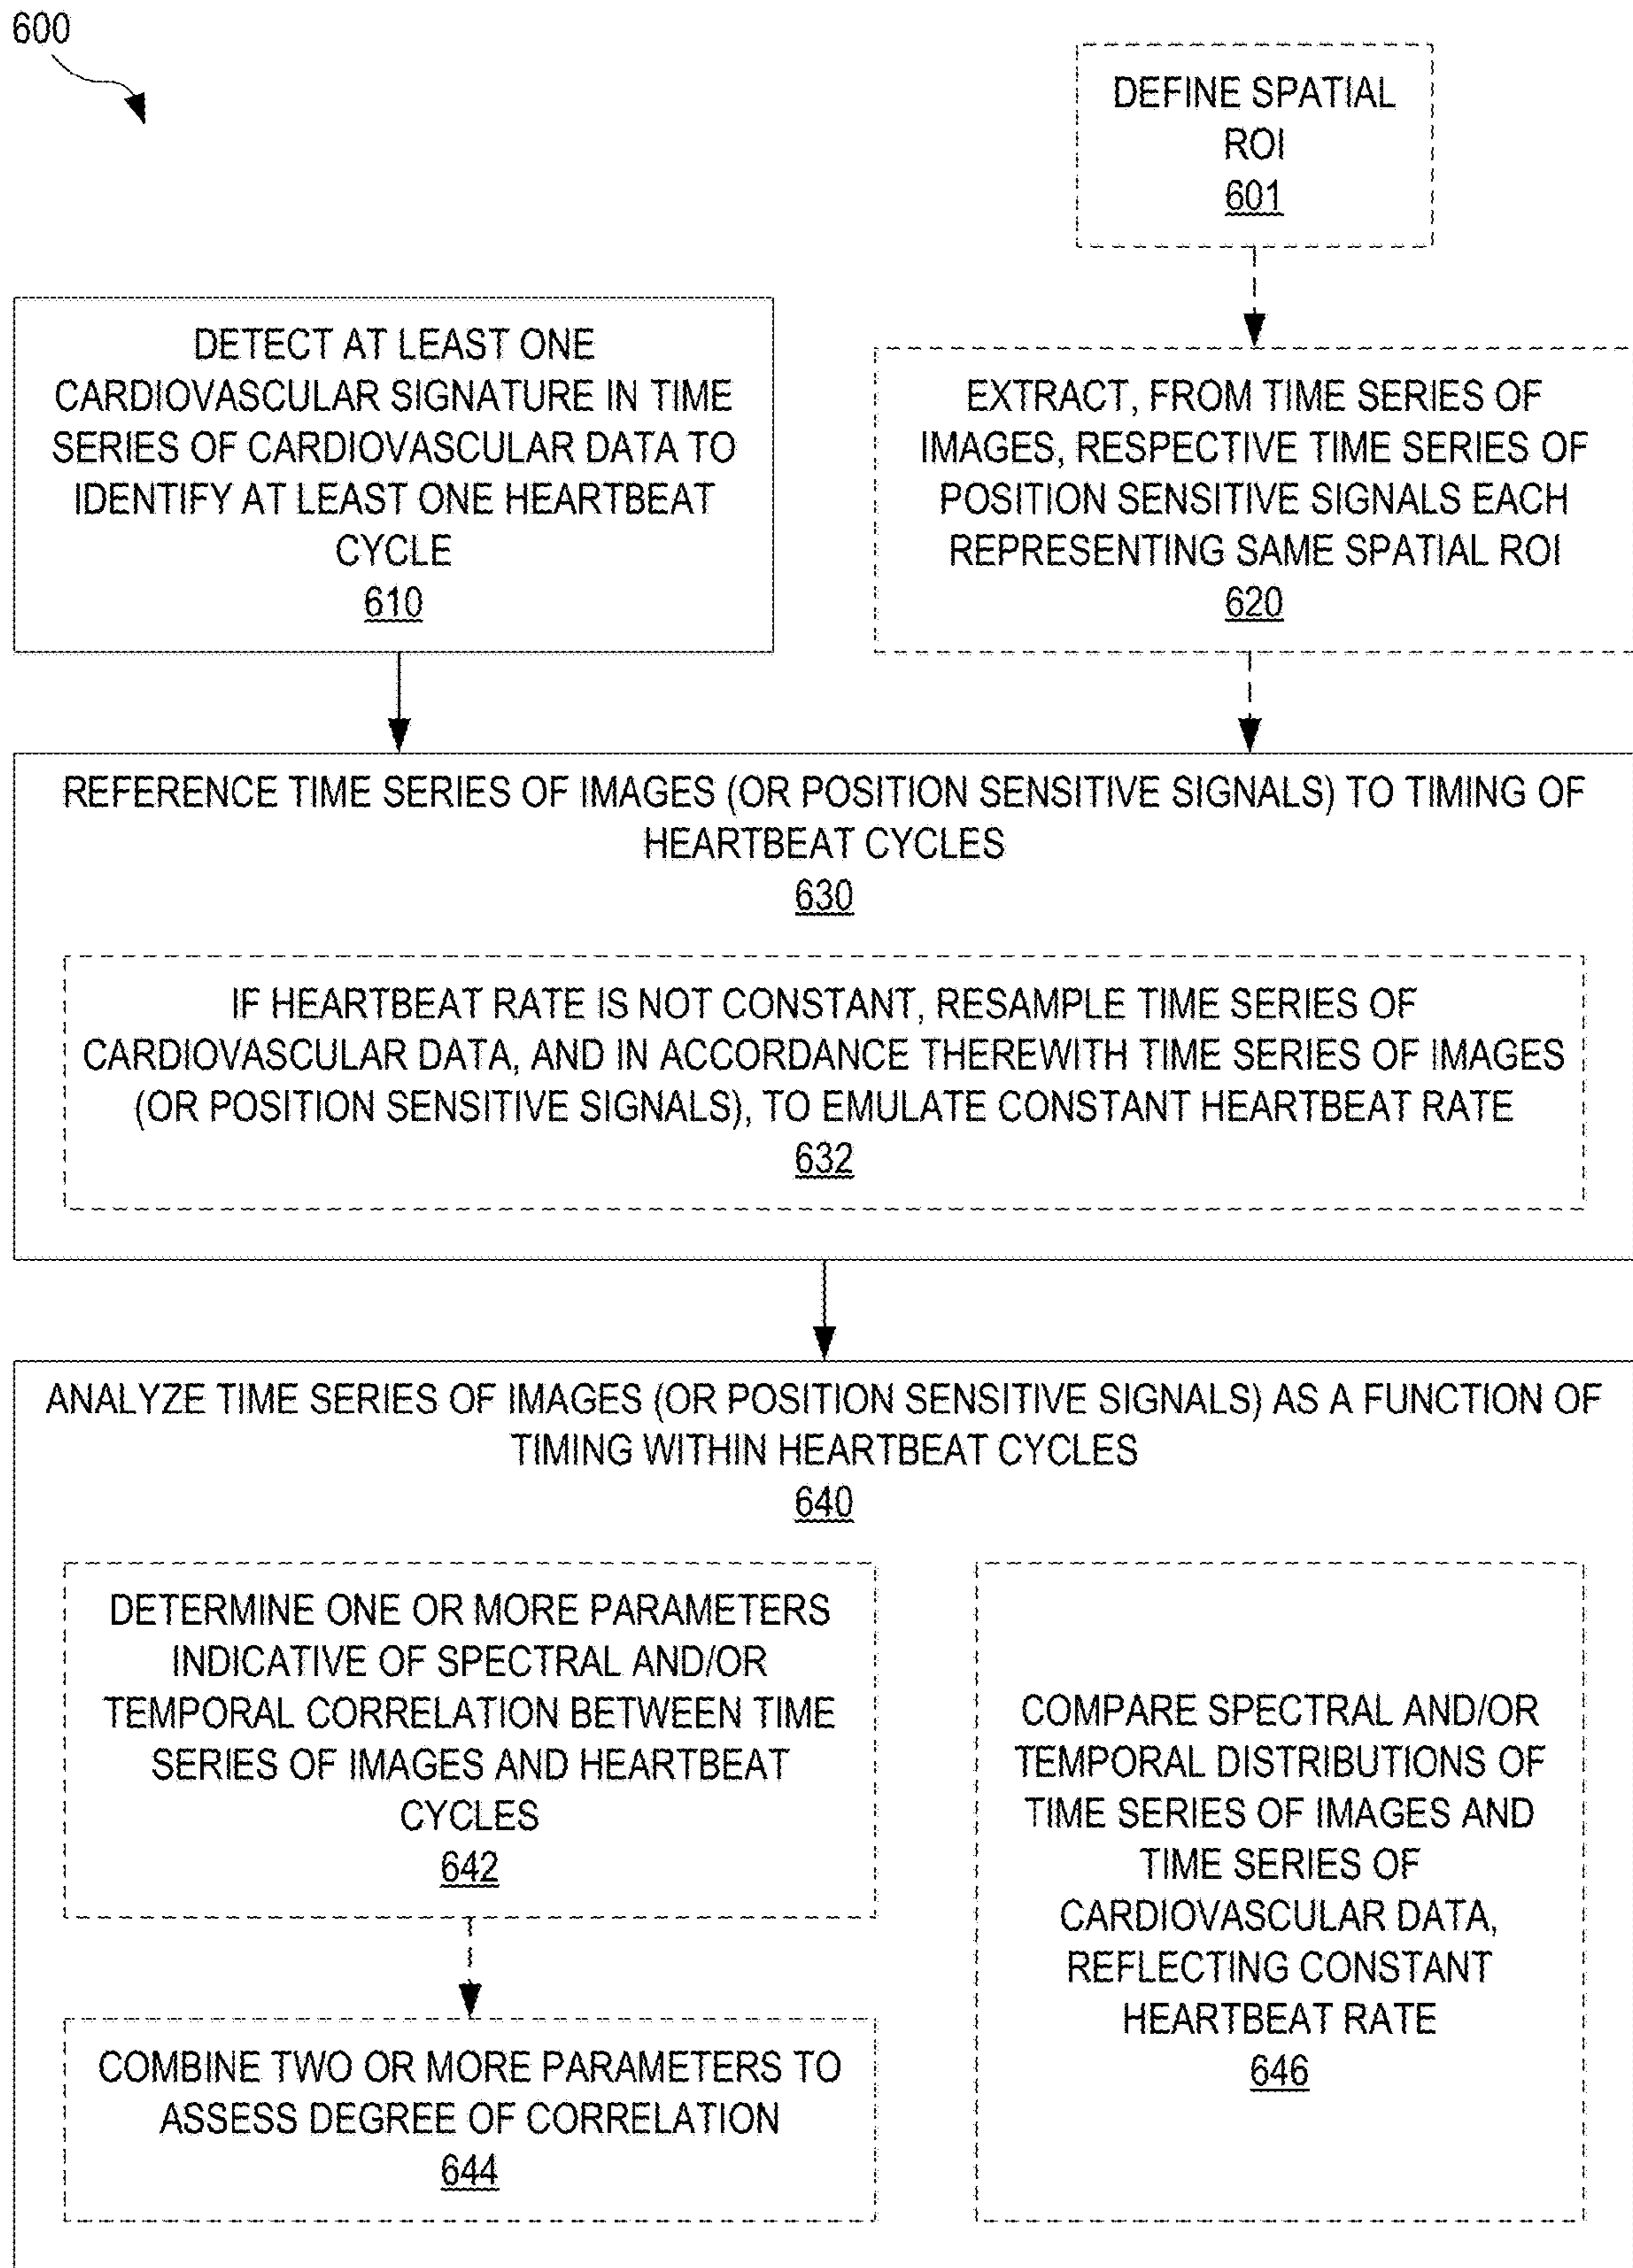 600
DEFINE SPATIAL
ROI
601
DETECT AT LEAST ONE
CARDIOVASCULAR SIGNATURE IN TIME
SERIES OF CARDIOVASCULAR DATA TO
IDENTIFY AT LEAST ONE HEARTBEAT
CYCLE
610
EXTRACT, FROM TIME SERIES OF
IMAGES, RESPECTIVE TIME SERIES OF
POSITION SENSITIVE SIGNALS EACH
REPRESENTING SAME SPATIAL ROI
620
REFERENCE TIME SERIES OF IMAGES (OR POSITION SENSITIVE SIGNALS) TO TIMING OF
HEARTBEAT CYCLES
630
IF HEARTBEAT RATE IS NOT CONSTANT, RESAMPLE TIME SERIES OF
CARDIOVASCULAR DATA, AND IN ACCORDANCE THEREWITH TIME SERIES OF IMAGES
(OR POSITION SENSITIVE SIGNALS), TO EMULATE CONSTANT HEARTBEAT RATE
632
ANALYZE TIME SERIES OF IMAGES (OR POSITION SENSITIVE SIGNALS) AS A FUNCTION OF
TIMING WITHIN HEARTBEAT CYCLES
640
DETERMINE ONE OR MORE PARAMETERS
INDICATIVE OF SPECTRAL AND/OR
TEMPORAL CORRELATION BETWEEN TIME
SERIES OF IMAGES AND HEARTBEAT
CYCLES
642
COMBINE TWO OR MORE PARAMETERS TO
ASSESS DEGREE OF CORRELATION
644
COMPARE SPECTRAL AND/OR
TEMPORAL DISTRIBUTIONS OF
TIME SERIES OF IMAGES AND
TIME SERIES OF
CARDIOVASCULAR DATA,
REFLECTING CONSTANT
HEARTBEAT RATE
646